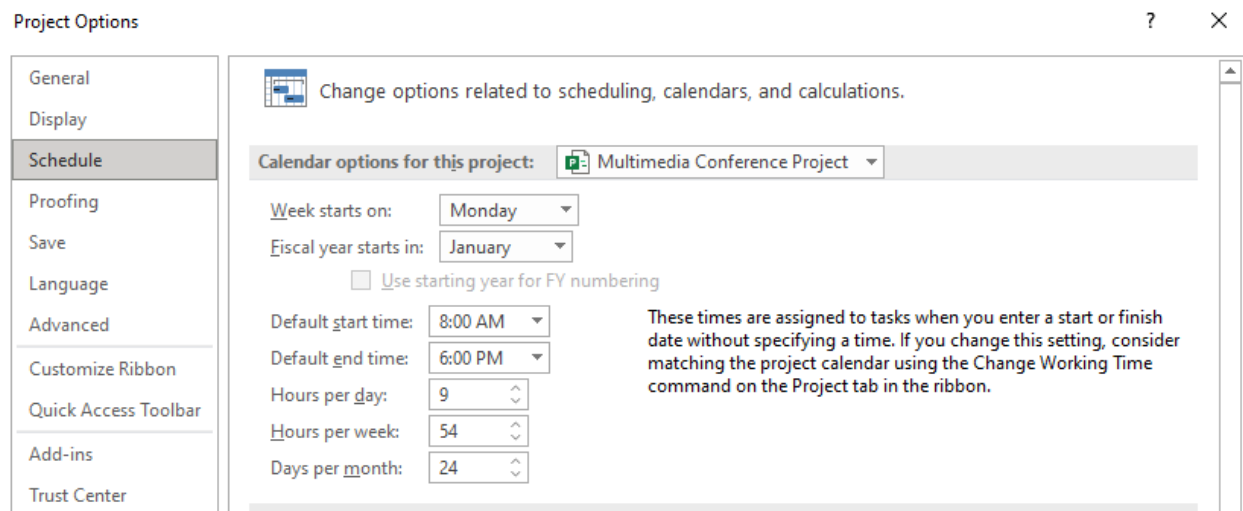 Project Options ? ×
General
Display
Schedule
Proofing
Save
Language
Advanced
Customize Ribbon
Quick Access Toolbar
Add-ins
Trust Center
Change options related to scheduling, calendars, and calculations.
Calendar options for this project: Multimedia Conference Project
Week starts on: Monday
Fiscal year starts in: January
Use starting year for FY numbering
Default start time: 8:00 AM
Default end time: 6:00 PM
Hours per day: 9
Hours per week: 54
Days per month: 24
These times are assigned to tasks when you enter a start or finish
date without specifying a time. If you change this setting, consider
matching the project calendar using the Change Working Time
command on the Project tab in the ribbon.